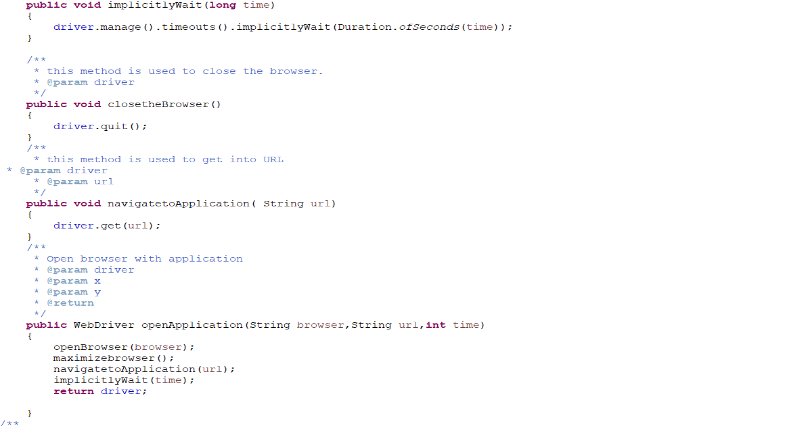 public void implicitlyWait(long time)
{
driver.manage().timeouts().implicitlyWait(Duration.ofSeconds(time));
}
/**
* this method is used to close the browser.
* @param driver
*/
public void closetheBrowser()
{
driver.quit();
}
/**
* this method is used to get into URL
* @param driver
* @param url
*/
public void navigatetoApplication( String url)
{
driver.get(url);
}
/**
* Open browser with application
* @param driver
* @param x
* @param y
* @return
*/
public WebDriver openApplication(String browser,String url,int time)
{
openBrowser(browser);
maximizebrowser();
navigatetoApplication(url);
implicitlyWait(time);
return driver;
}
/**